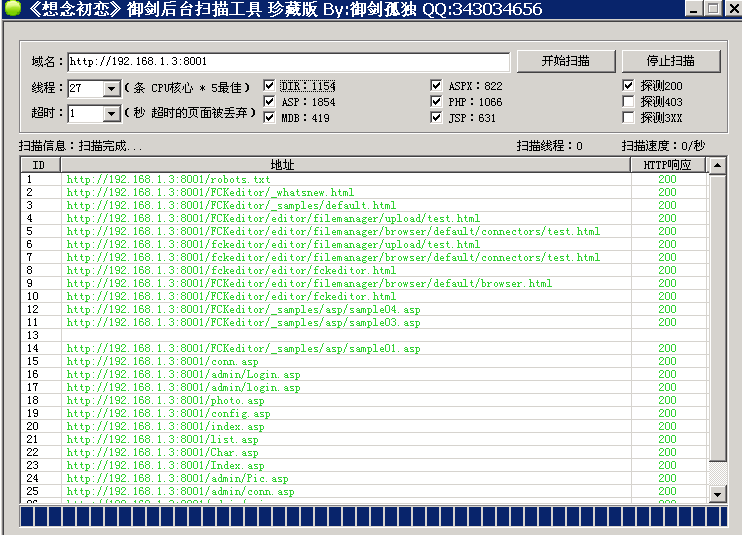 《想念初恋》御剑后台扫描工具 珍藏版 By:御剑孤独 QQ:343034656
域名： http://192.168.1.3:8001 开始扫描 停止扫描
线程： 27 （条 CPU核心 * 5最佳） DIR：1154 ASPX：822 探测200
ASP：1854 PHP：1066 探测403
超时： 1 （秒 超时的页面被丢弃） MDB：419 JSP：631 探测3XX
扫描信息：扫描完成... 扫描线程：0 扫描速度：0/秒
ID 地址 HTTP响应
1 http://192.168.1.3:8001/robots.txt 200
2 http://192.168.1.3:8001/FCKeditor/_whatsnew.html 200
3 http://192.168.1.3:8001/FCKeditor/_samples/default.html 200
4 http://192.168.1.3:8001/FCKeditor/editor/filemanager/upload/test.html 200
5 http://192.168.1.3:8001/FCKeditor/editor/filemanager/browser/default/connectors/test.html 200
6 http://192.168.1.3:8001/fckeditor/editor/filemanager/upload/test.html 200
7 http://192.168.1.3:8001/fckeditor/editor/filemanager/browser/default/connectors/test.html 200
8 http://192.168.1.3:8001/fckeditor/editor/fckeditor.html 200
9 http://192.168.1.3:8001/FCKeditor/editor/filemanager/browser/default/browser.html 200
10 http://192.168.1.3:8001/FCKeditor/editor/fckeditor.html 200
12 http://192.168.1.3:8001/FCKeditor/_samples/asp/sample04.asp 200
11 http://192.168.1.3:8001/FCKeditor/_samples/asp/sample03.asp 200
13
14 http://192.168.1.3:8001/FCKeditor/_samples/asp/sample01.asp 200
15 http://192.168.1.3:8001/conn.asp 200
16 http://192.168.1.3:8001/admin/Login.asp 200
17 http://192.168.1.3:8001/admin/login.asp 200
18 http://192.168.1.3:8001/photo.asp 200
19 http://192.168.1.3:8001/config.asp 200
20 http://192.168.1.3:8001/index.asp 200
21 http://192.168.1.3:8001/list.asp 200
22 http://192.168.1.3:8001/Char.asp 200
23 http://192.168.1.3:8001/Index.asp 200
24 http://192.168.1.3:8001/admin/Pic.asp 200
25 http://192.168.1.3:8001/admin/conn.asp 200